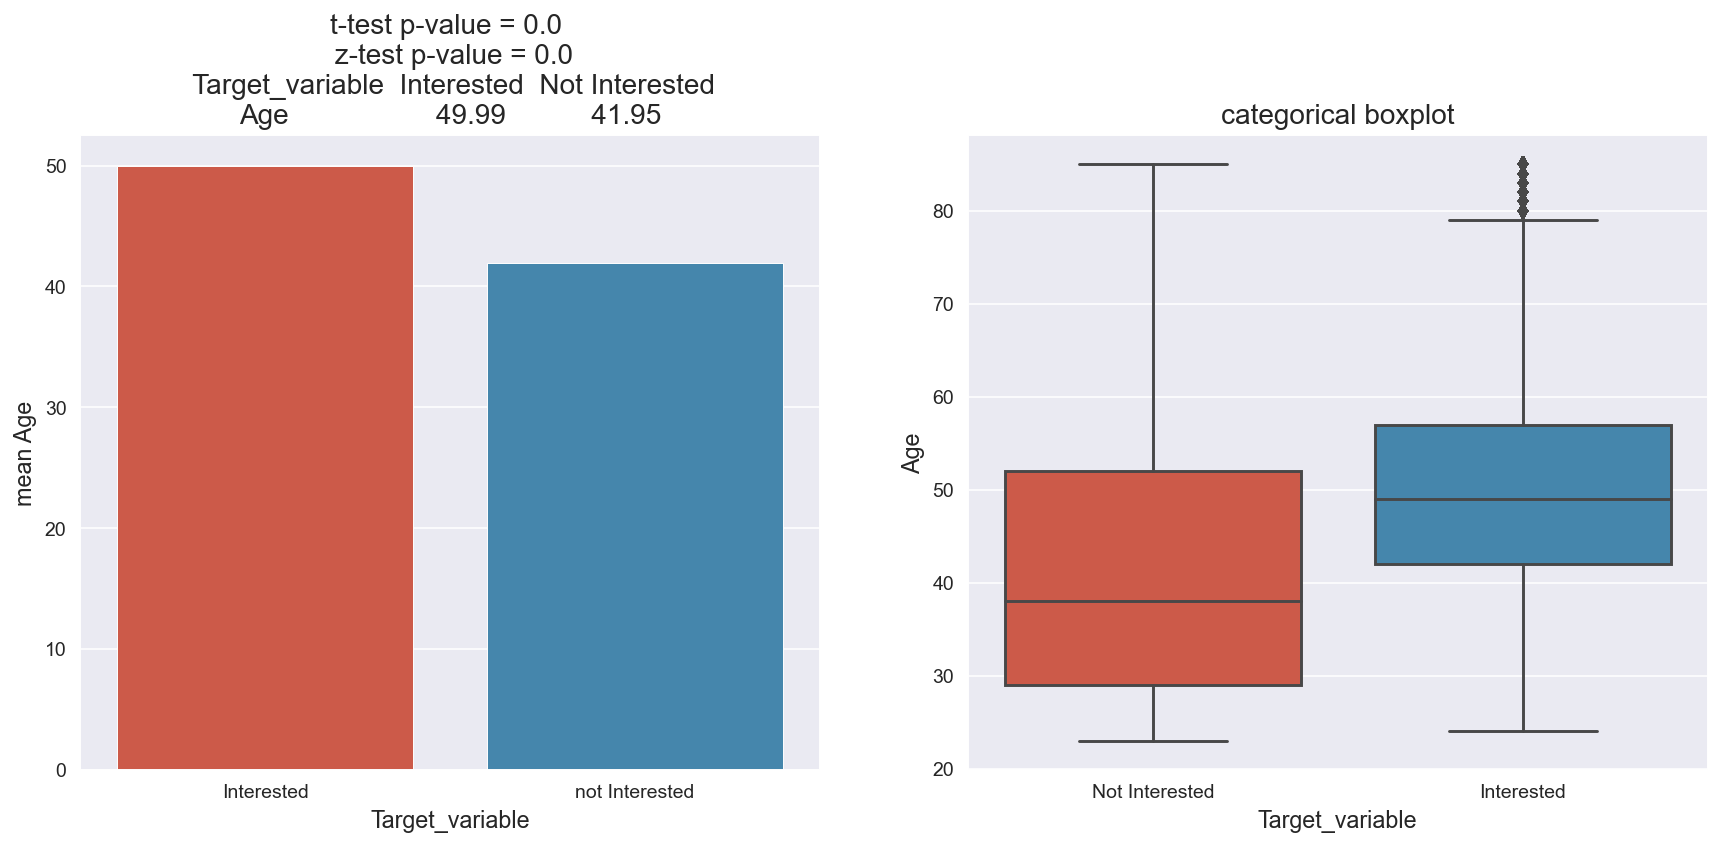 t-test p-value = 0.0
z-test p-value = 0.0
Target_variable Interested Not Interested
Age 49.99 41.95
50
40
30
20
10
0
mean Age
Interested not Interested
Target_variable
categorical boxplot
80
70
60
50
40
30
20
Age
Not Interested Interested
Target_variable